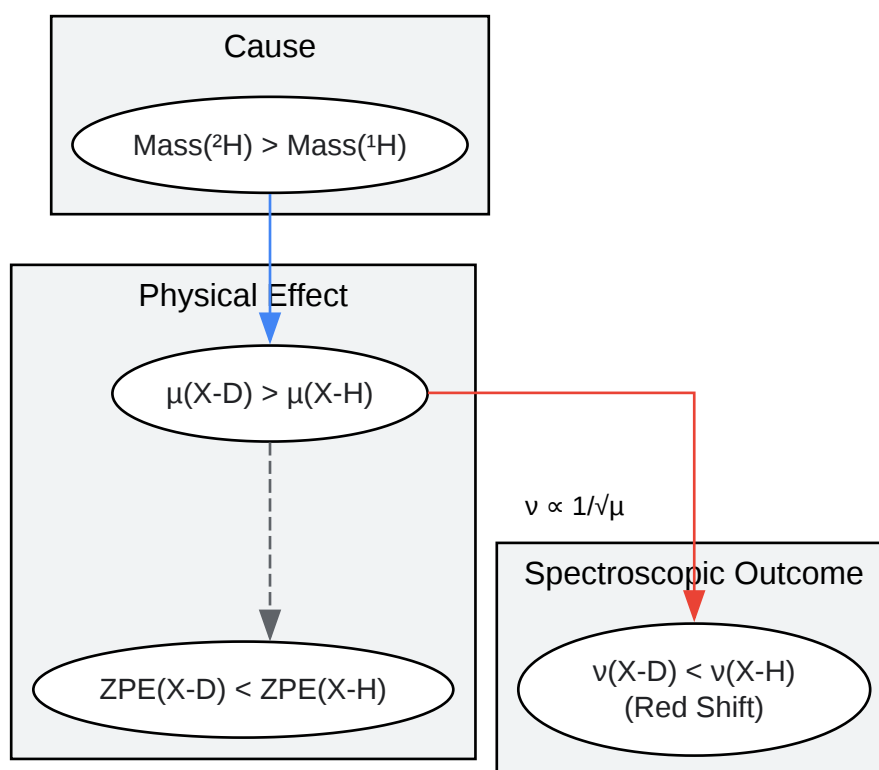 Cause
Mass(²H) > Mass(¹H)
Physical Effect
µ(X-D) > µ(X-H)
ν ∝ 1/√µ
Spectroscopic Outcome
ZPE(X-D) < ZPE(X-H)
ν(X-D) < ν(X-H)
(Red Shift)